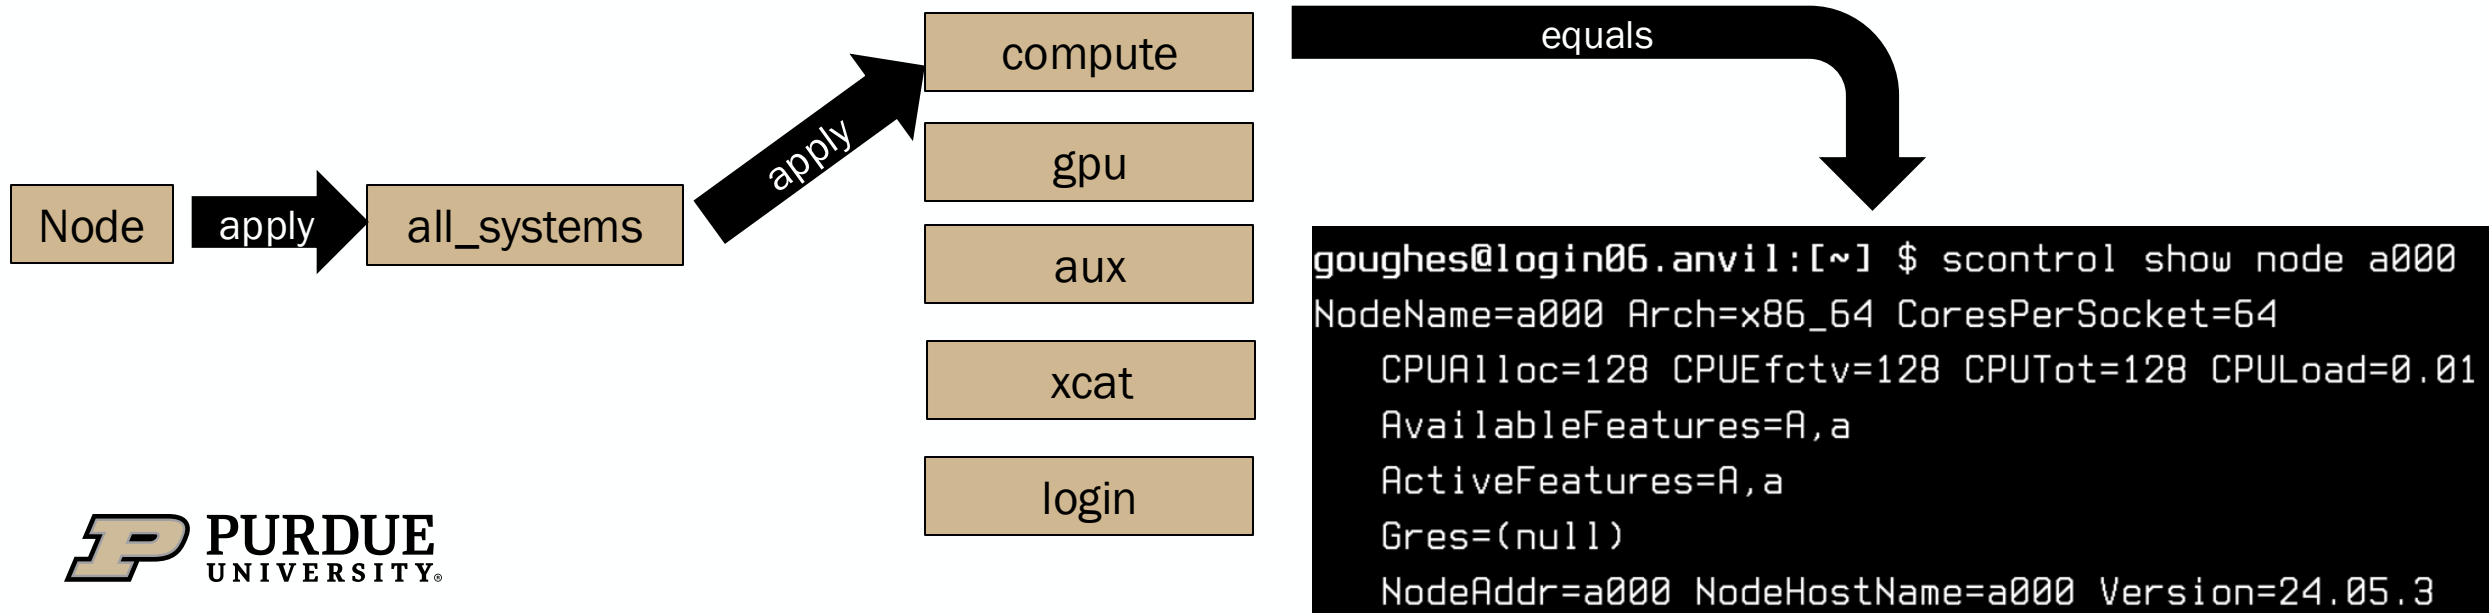 Node
apply
all_systems
apply
compute
gpu
aux
xcat
login
equals
goughes@login06.anvil:[~] $ scontrol show node a000
NodeName=a000 Arch=x86_64 CoresPerSocket=64
CPUAlloc=128 CPUEfctv=128 CPUTot=128 CPULoad=0.01
AvailableFeatures=A,a
ActiveFeatures=A,a
Gres=(null)
NodeAddr=a000 NodeHostName=a000 Version=24.05.3
P PURDUE
UNIVERSITY®